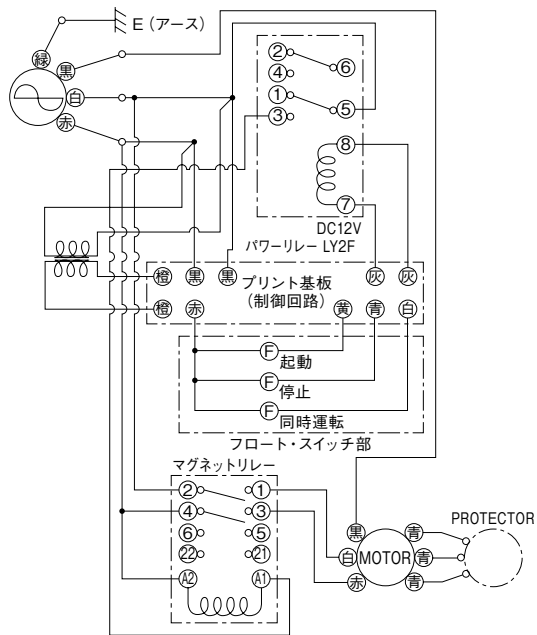 E (アース)
緑
黒
白
赤
②
⑥
④
①
⑤
③
⑧
⑦
DC12V
パワーリレー LY2F
橙 黒 黒 灰 灰
プリント基板
(制御回路)
橙 赤 黄 青 白
F 起動
F 停止
F 同時運転
フロート・スイッチ部
マグネットリレー
② ①
④ ③
⑥ ⑤
22 21
A2 A1
黒 青
白 MOTOR 青
赤 青
PROTECTOR